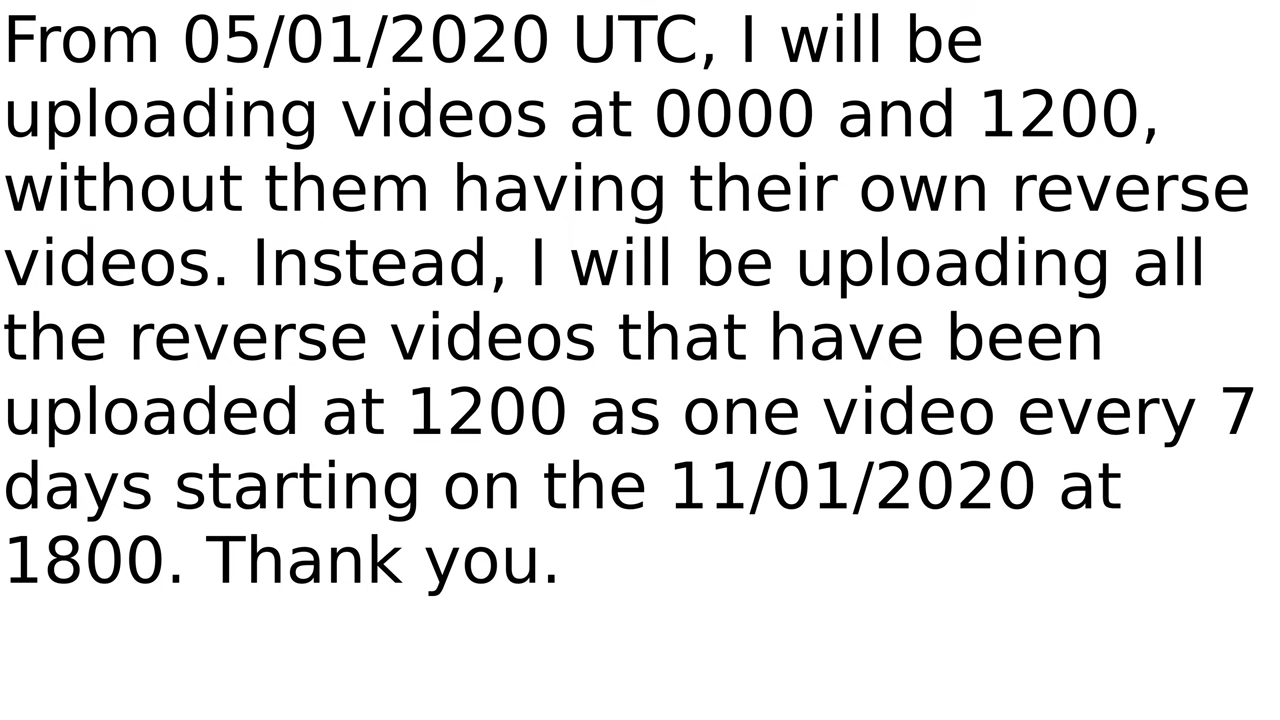 From 05/01/2020 UTC, I will be
uploading videos at 0000 and 1200,
without them having their own reverse
videos. Instead, I will be uploading all
the reverse videos that have been
uploaded at 1200 as one video every 7
days starting on the 11/01/2020 at
1800. Thank you.